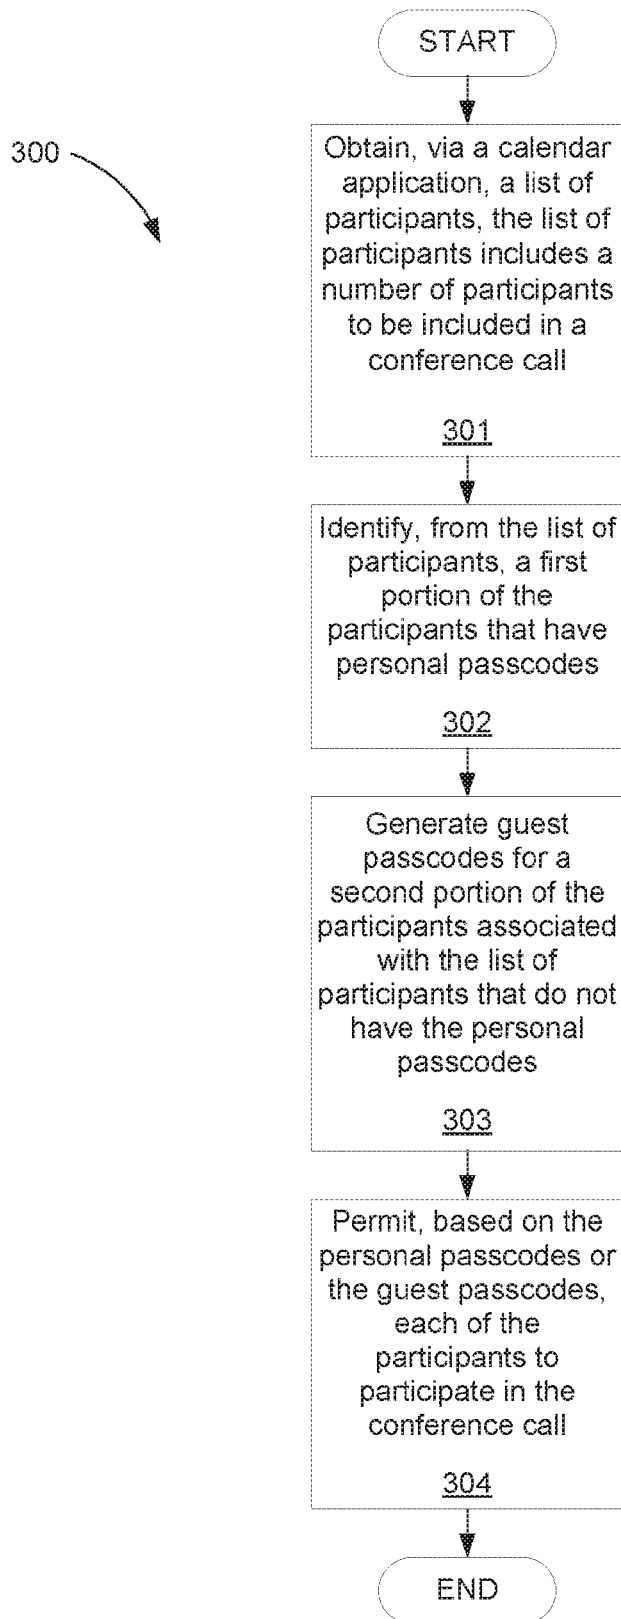 START
300
Obtain, via a calendar
application, a list of
participants, the list of
participants includes a
number of participants
to be included in a
conference call
301
Identify, from the list of
participants, a first
portion of the
participants that have
personal passcodes
302
Generate guest
passcodes for a
second portion of the
participants associated
with the list of
participants that do not
have the personal
passcodes
303
Permit, based on the
personal passcodes or
the guest passcodes,
each of the
participants to
participate in the
conference call
304
END